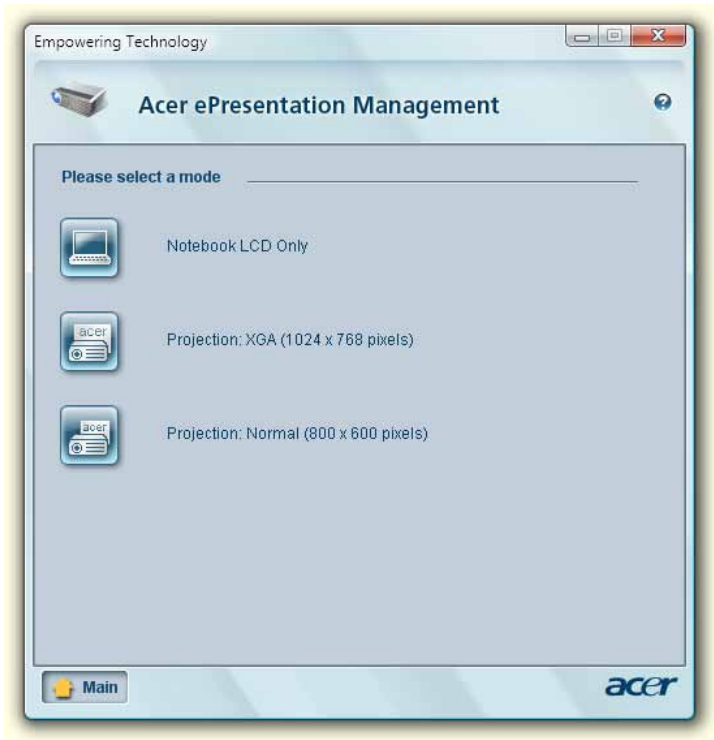 Empowering Technology
Acer ePresentation Management
Please select a mode
Notebook LCD Only
acer
Projection: XGA (1024 x 768 pixels)
acer
Projection: Normal (800 x 600 pixels)
Main
acer